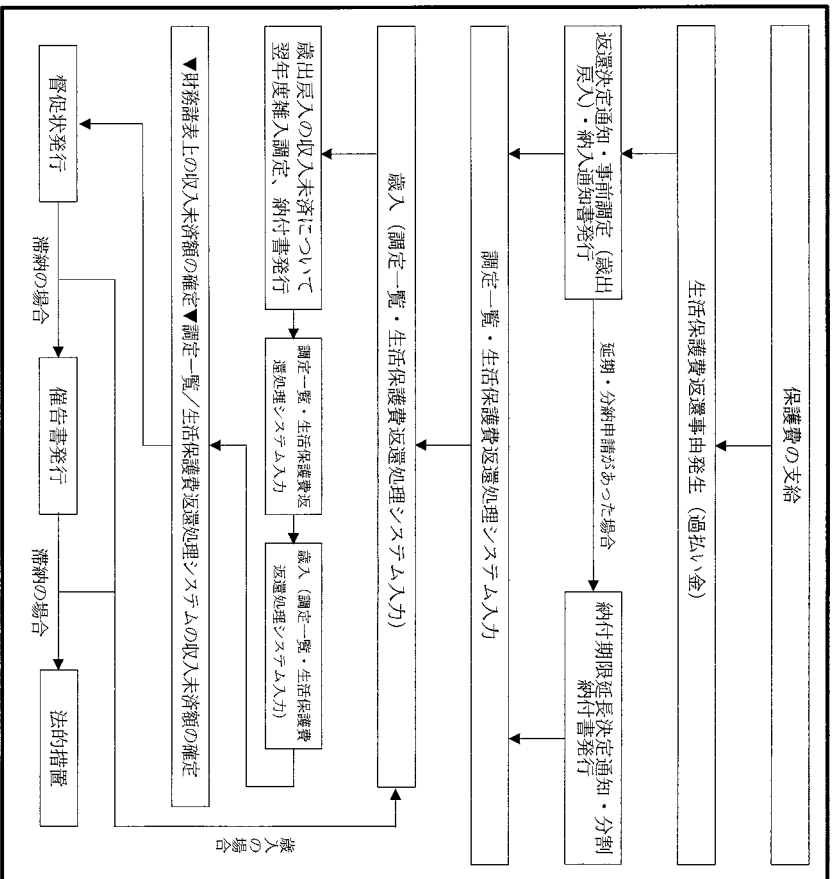 保護費の支給
生活保護費返還事由発生（過払い金）
返還決定通知・事前調定（歳出
戻入）・納入通知書発行
延期・分納申請があった場合
納付期限延長決定通知・分割
納付書発行
調定一覧・生活保護費返還処理システム入力
歳入（調定一覧・生活保護費返還処理システム入力）
歳出戻入の収入未済について
翌年度雑入調定、納付書発行
調定一覧・生活保護費返
還処理システム入力
歳入（調定一覧・生活保護費
返還処理システム入力）
▼財務諸表上の収入未済額の確定▼調定一覧／生活保護費返還処理システムの収入未済額の確定
督促状発行
滞納の場合
催告書発行
滞納の場合
法的措置
歳入の場合